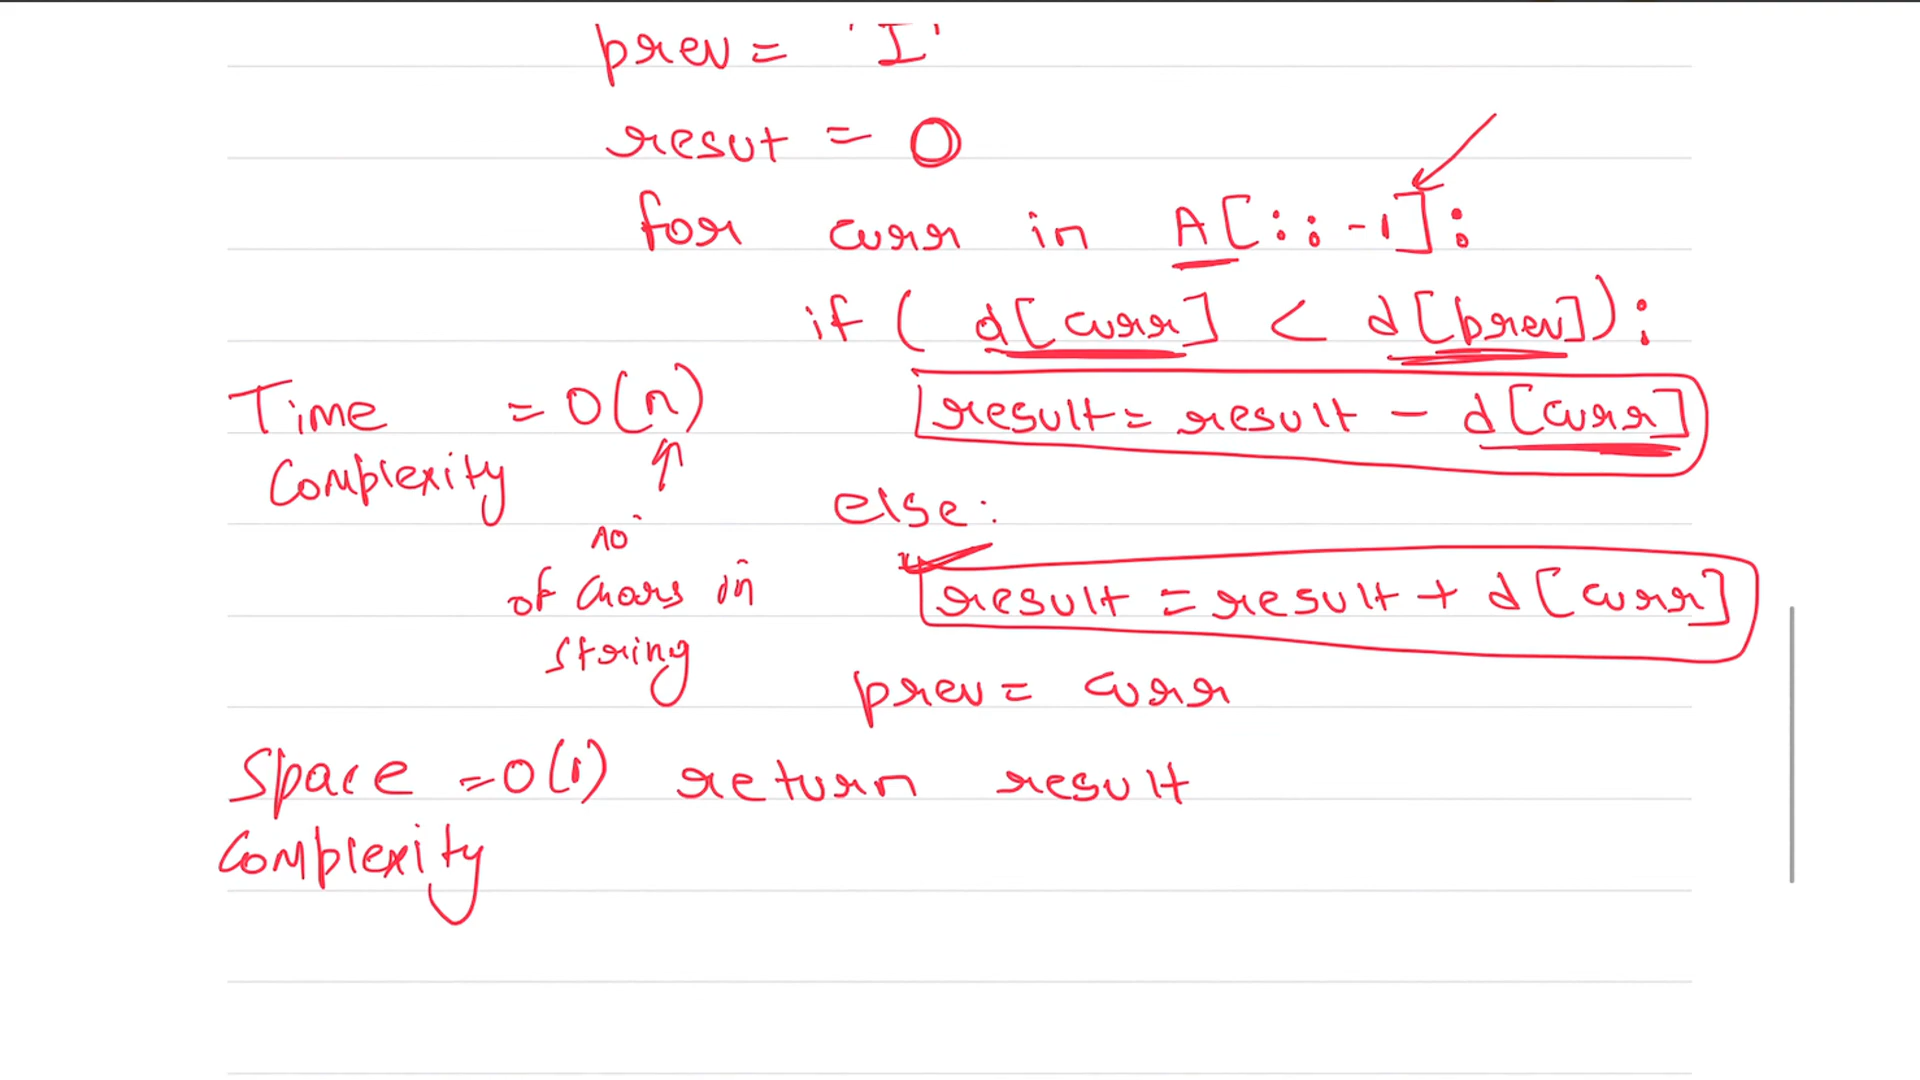 prev = 'I'
resut = 0
for curr in A[::-1]:
if ( d[curr] < d[prev]):
Time = O(n)
Complexity
result = result - d[curr]
else:
no
of chars in
string
result = result + d[curr]
prev = curr
Space = O(1)
Complexity
return result